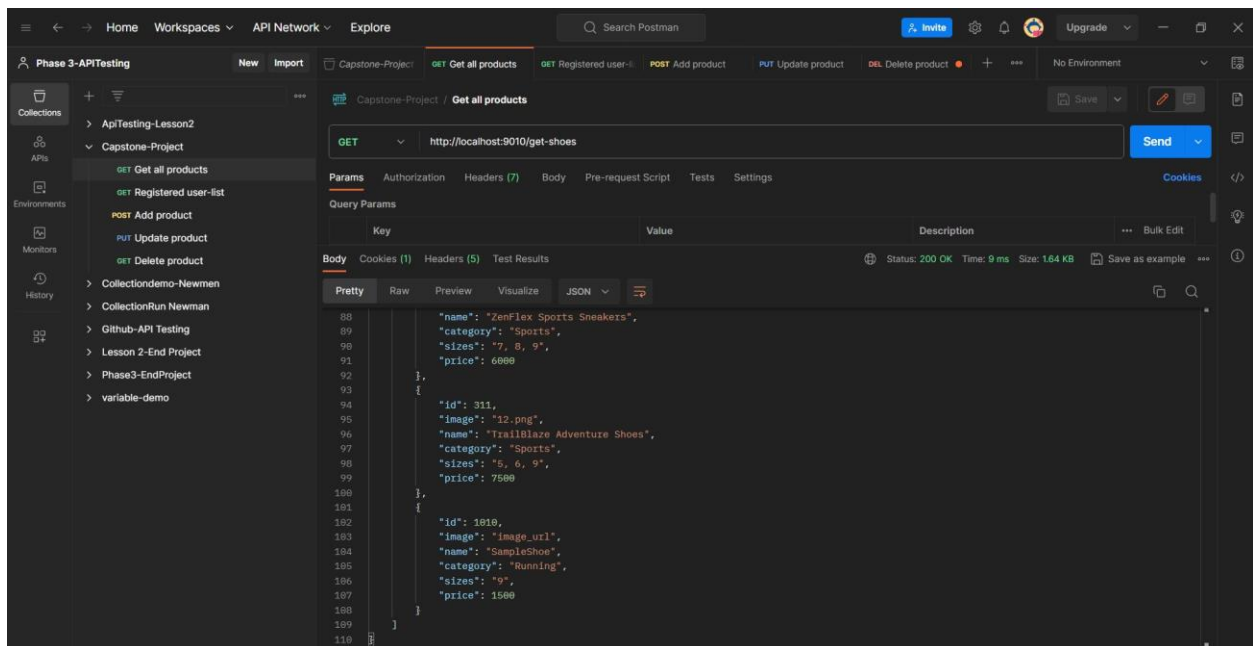 Home Workspaces API Network Explore Search Postman Invite Upgrade
Phase 3-APITesting New Import Capstone-Project GET Get all products GET Registered user-li POST Add product PUT Update product DEL Delete product No Environment
Collections
APIs
Environments
Monitors
History
ApiTesting-Lesson2
Capstone-Project
GET Get all products
GET Registered user-list
POST Add product
PUT Update product
GET Delete product
Collectiondemo-Newmen
CollectionRun Newman
Github-API Testing
Lesson 2-End Project
Phase3-EndProject
variable-demo
HTTP Capstone-Project / Get all products Save
GET http://localhost:9010/get-shoes Send
Params Authorization Headers (7) Body Pre-request Script Tests Settings Cookies
Query Params
Key Value Description Bulk Edit
Body Cookies (1) Headers (5) Test Results Status: 200 OK Time: 9 ms Size: 1.64 KB Save as example
Pretty Raw Preview Visualize JSON
88 "name": "ZenFlex Sports Sneakers",
89 "category": "Sports",
90 "sizes": "7, 8, 9",
91 "price": 6000
92 },
93 {
94 "id": 311,
95 "image": "12.png",
96 "name": "TrailBlaze Adventure Shoes",
97 "category": "Sports",
98 "sizes": "5, 6, 9",
99 "price": 7500
100 },
101 {
102 "id": 1010,
103 "image": "image_url",
104 "name": "SampleShoe",
105 "category": "Running",
106 "sizes": "9",
107 "price": 1500
108 }
109 ]
110 }